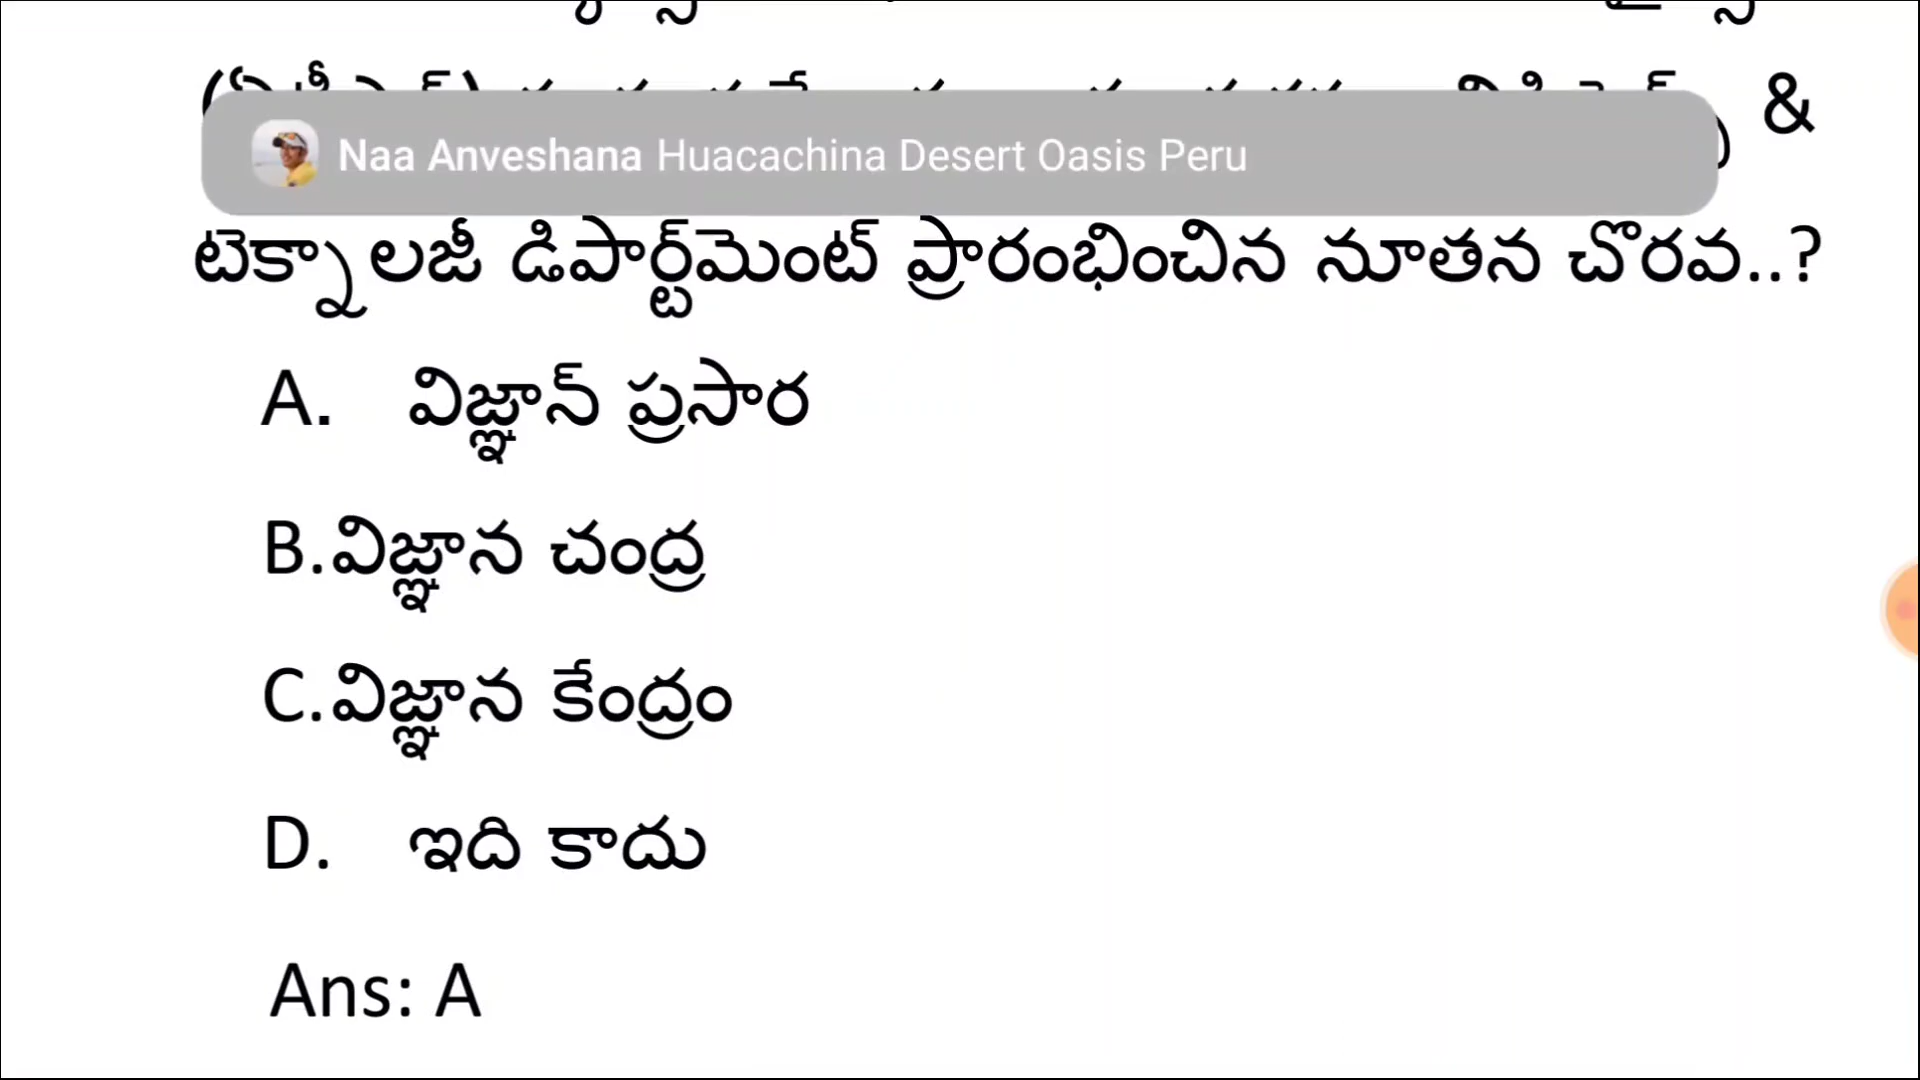 &
Naa Anveshana Huacachina Desert Oasis Peru
టెక్నాలజీ డిపార్ట్‌మెంట్ ప్రారంభించిన నూతన చొరవ..?
A. విజ్ఞాన్ ప్రసార
B.విజ్ఞాన చంద్ర
C.విజ్ఞాన కేంద్రం
D. ఇది కాదు
Ans: A